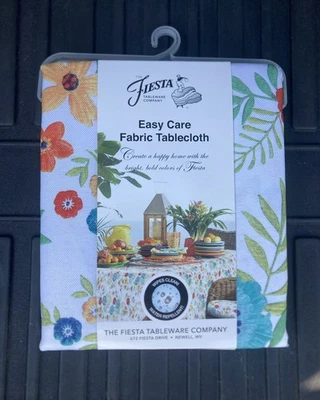 THE
FIESTA
TABLEWARE
COMPANY
Easy Care
Fabric Tablecloth
Create a happy home with the
bright, bold colors of Fiesta
WIPES CLEAN
WATER REPELLENT
THE FIESTA TABLEWARE COMPANY
672 FIESTA DRIVE • NEWELL, WV